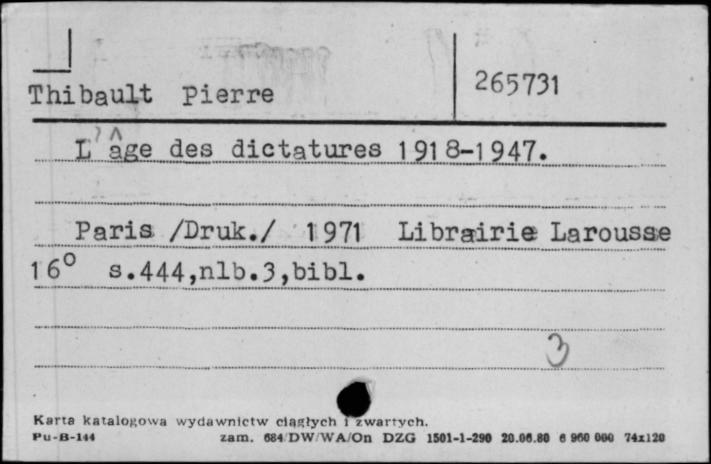 265731
Thibault Pierre
L'âge des dictatures 1918-1947.
Paris /Druk./ 1971 Librairie Larousse
16° s.444,nlb.3,bibl.
3
Karta katalogowa wydawnictw ciągłych i zwartych.
Pu-B-144 zam. 684/DW/WA/On DZG 1501-1-290 20.06.80 6 960 000 74x120